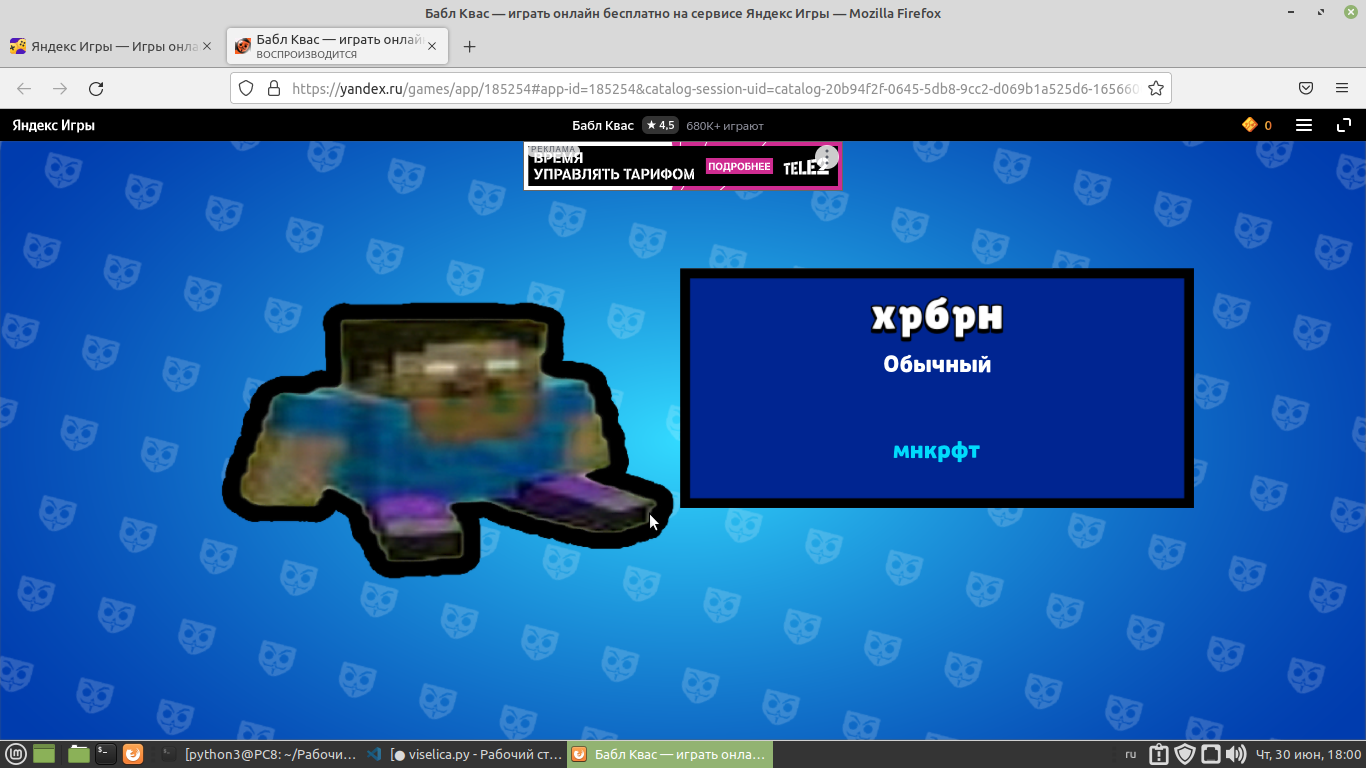 Бабл Квас — играть онлайн бесплатно на сервисе Яндекс Игры — Mozilla Firefox
Яндекс Игры — Игры онла
Бабл Квас — играть онлайн
ВОСПРОИЗВОДИТСЯ
https://yandex.ru/games/app/185254#app-id=185254&catalog-session-uid=catalog-20b94f2f-0645-5db8-9cc2-d069b1a525d6-165660
Яндекс Игры
Бабл Квас ★ 4,5 680K+ играют
0
РЕКЛАМА
ВРЕМЯ
УПРАВЛЯТЬ ТАРИФОМ
ПОДРОБНЕЕ
TELE2
хрбрн
Обычный
мнкрфт
[python3@PC8: ~/Рабочи...
[● viselica.py - Рабочий ст...
Бабл Квас — играть онла...
ru
Чт, 30 июн, 18:00